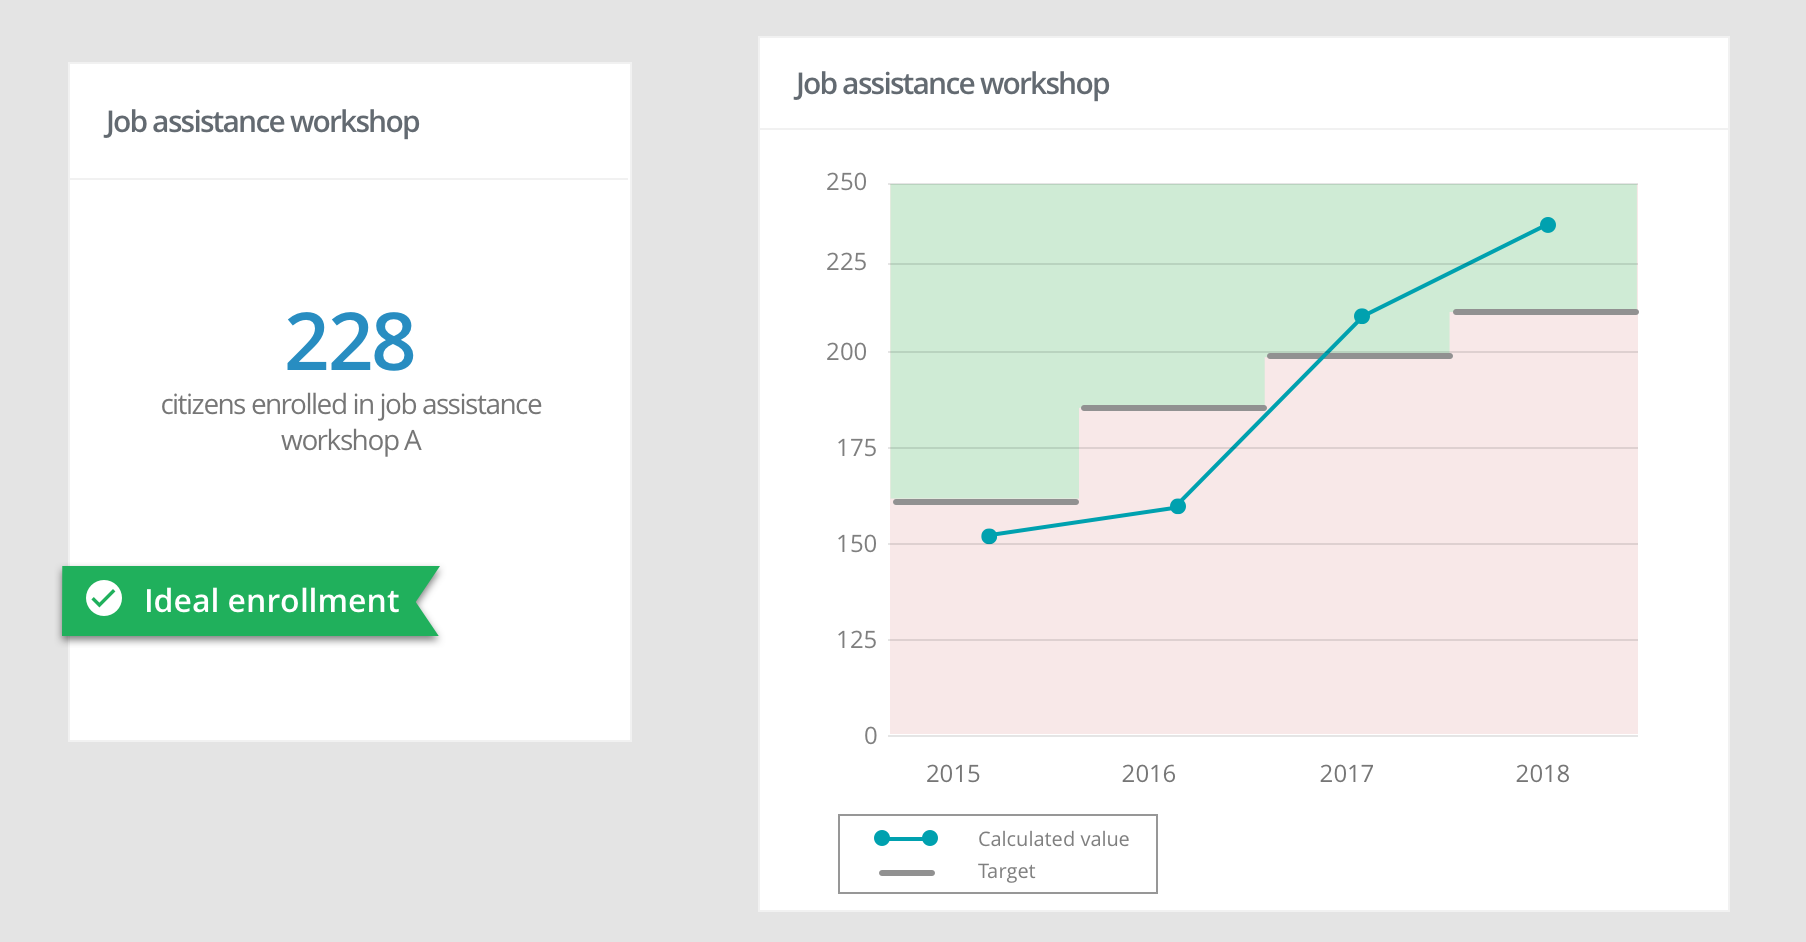 Job assistance workshop
228
citizens enrolled in job assistance
workshop A
Ideal enrollment
Job assistance workshop
250
225
200
175
150
125
0
2015 2016 2017 2018
Calculated value
Target